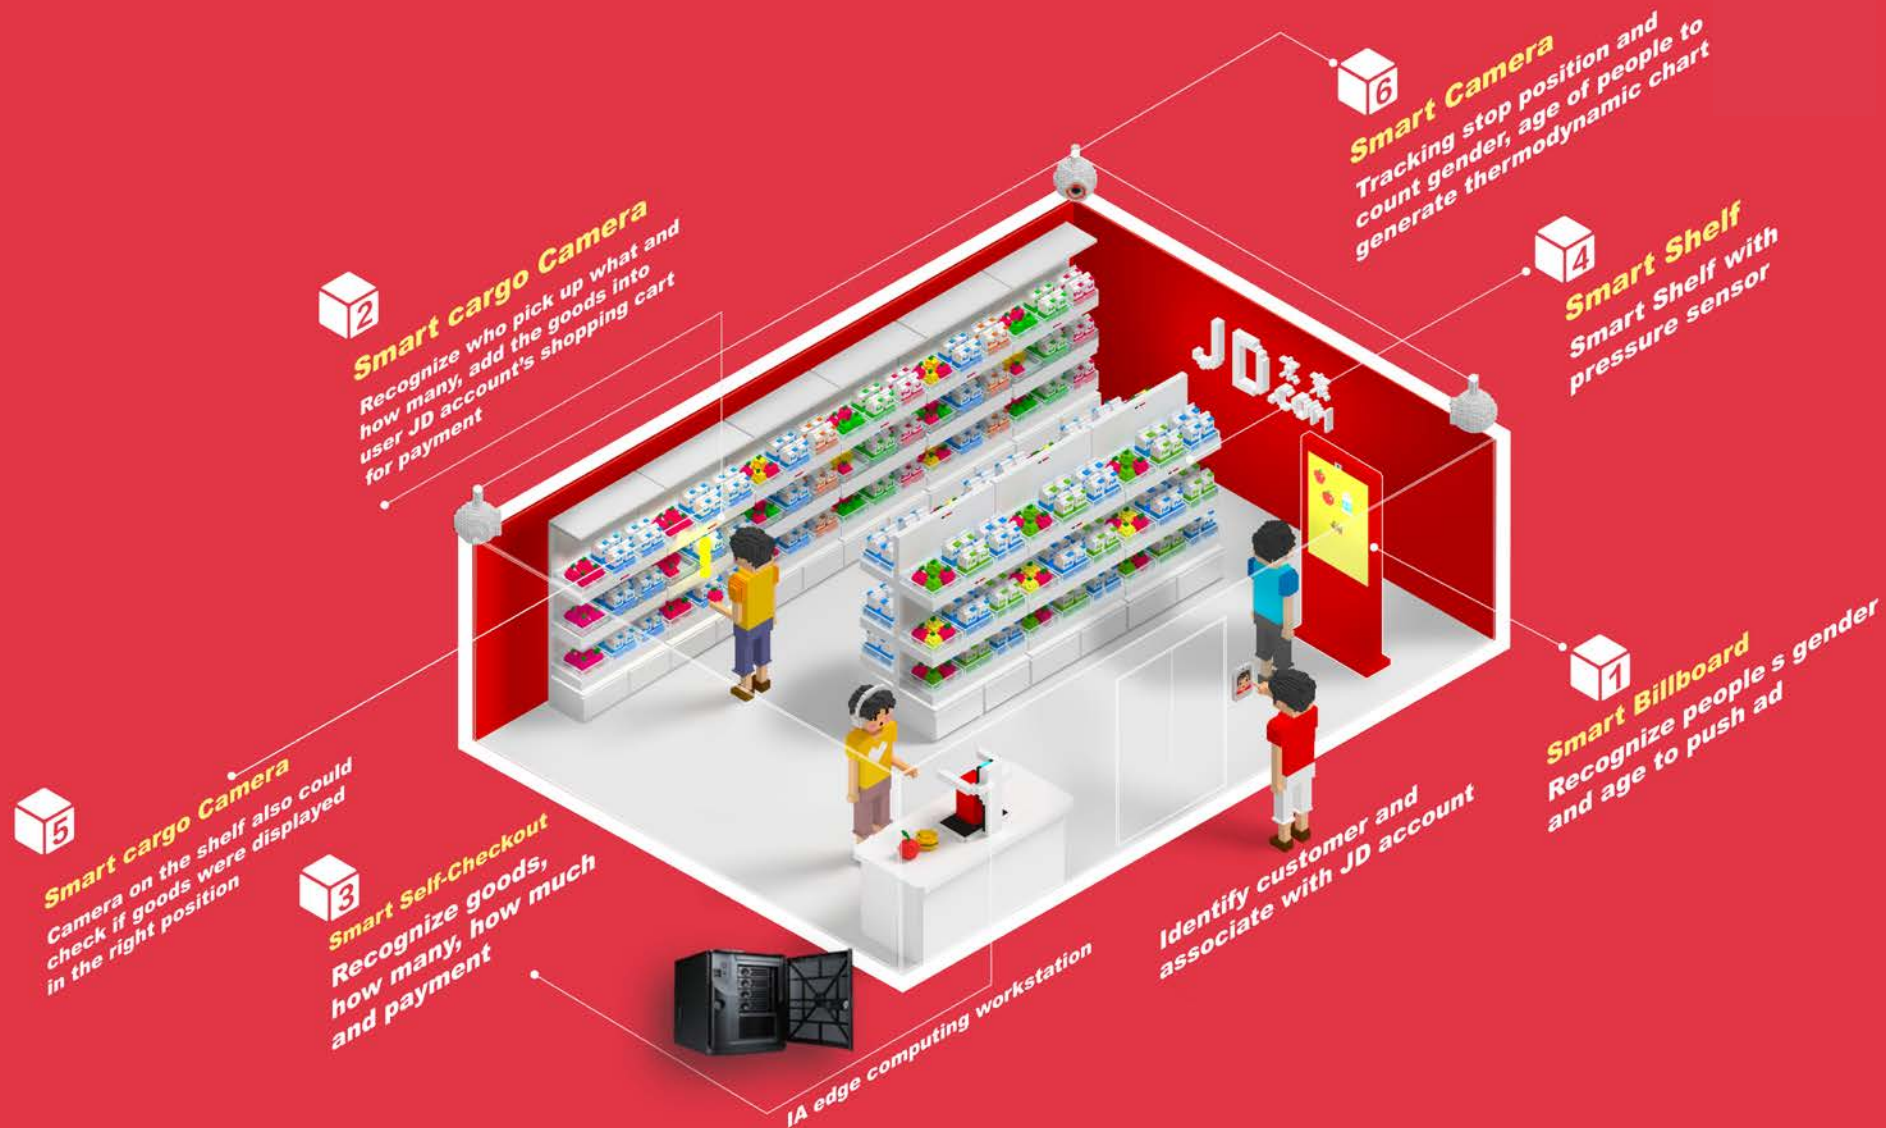 6
Smart Camera
Tracking stop position and
count gender, age of people to
generate thermodynamic chart
2
Smart cargo Camera
Recognize who pick up what and
how many, add the goods into
user JD account's shopping cart
for payment
4
Smart Shelf
Smart Shelf with
pressure sensor
JD
.com
1
Smart Billboard
Recognize people s gender
and age to push ad
5
Smart cargo Camera
Camera on the shelf also could
check if goods were displayed
in the right position
3
Smart Self-Checkout
Recognize goods,
how many, how much
and payment
Identify customer and
associate with JD account
IA edge computing workstation